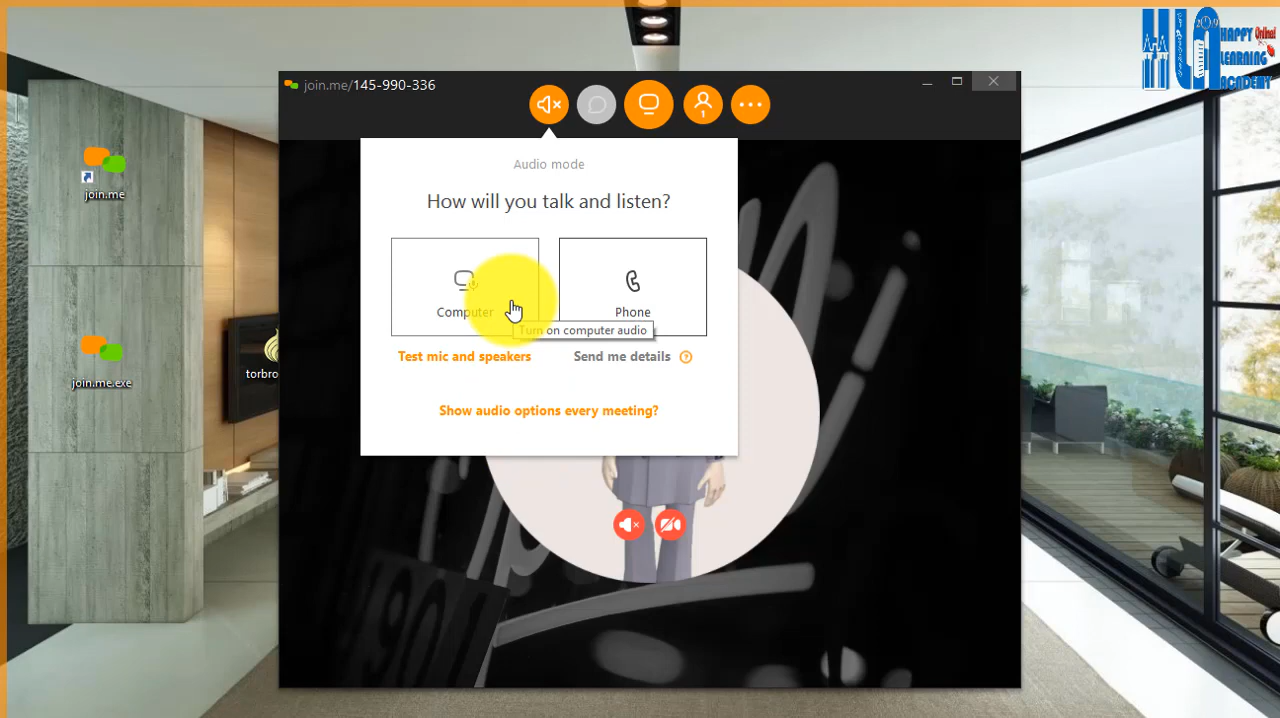 HAPPY Online!
LEARNING
ACADEMY
join.me/145-990-336
1
Audio mode
How will you talk and listen?
Computer
Phone
Turn on computer audio
Test mic and speakers
Send me details ?
Show audio options every meeting?
join.me
join.me.exe
torbro